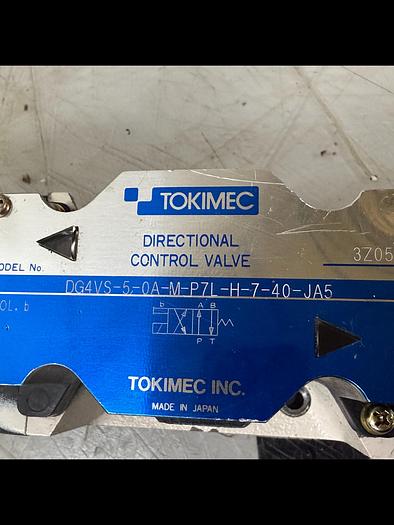 TOKIMEC
DIRECTIONAL
CONTROL VALVE
MODEL No.
3Z05
DG4VS-5-0A-M-P7L-H-7-40-JA5
OL. b
b A B
P T
TOKIMEC INC.
MADE IN JAPAN